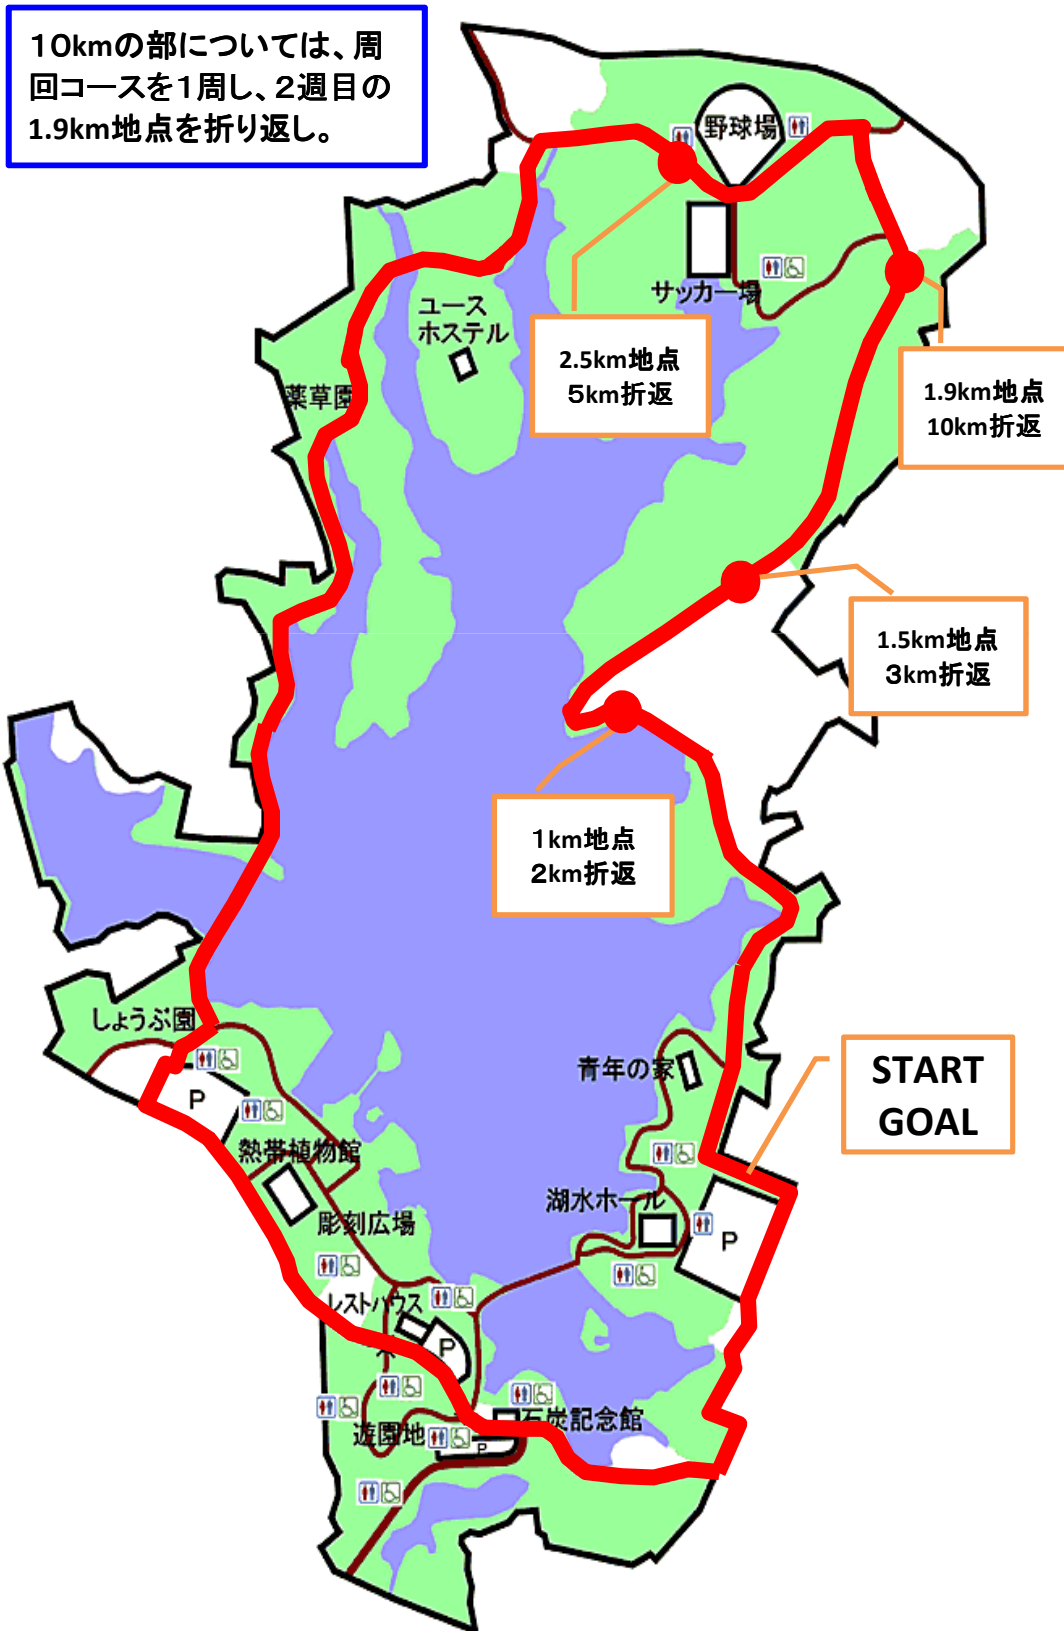 10kmの部については、周
回コースを1周し、2週目の
1.9km地点を折り返し。
野球場
サッカー場
ユース
ホステル
薬草園
2.5km地点
5km折返
1.9km地点
10km折返
1.5km地点
3km折返
1km地点
2km折返
しょうぶ園
P
熱帯植物館
彫刻広場
青年の家
START
GOAL
湖水ホール
P
レストハウス
P
石炭記念館
遊園地
P